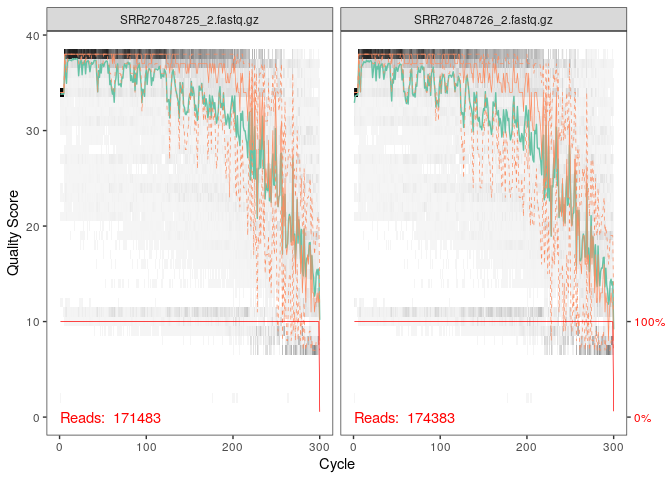 SRR27048725_2.fastq.gz
SRR27048726_2.fastq.gz
Quality Score
40
30
20
10
0
100%
0%
Reads: 171483
Reads: 174383
0
100
200
300
0
100
200
300
Cycle